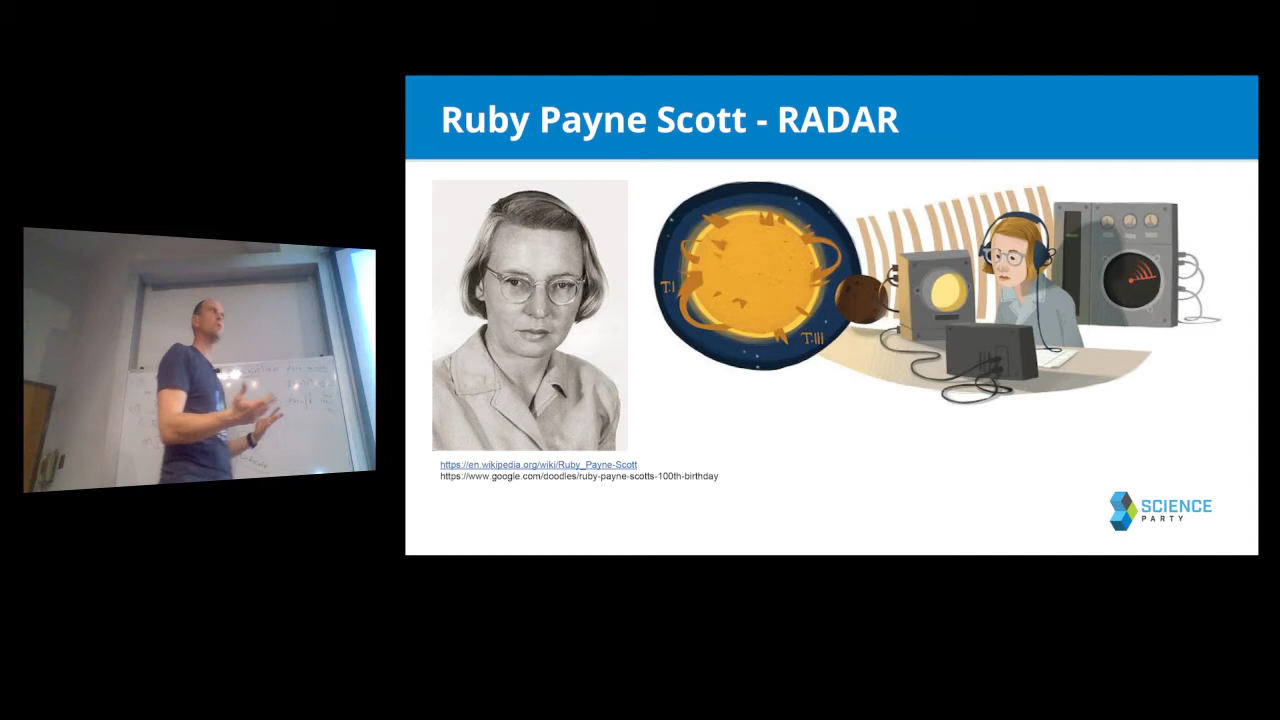 Ruby Payne Scott - RADAR
T.I
T.III
https://en.wikipedia.org/wiki/Ruby_Payne-Scott
https://www.google.com/doodles/ruby-payne-scotts-100th-birthday
SCIENCE
PARTY